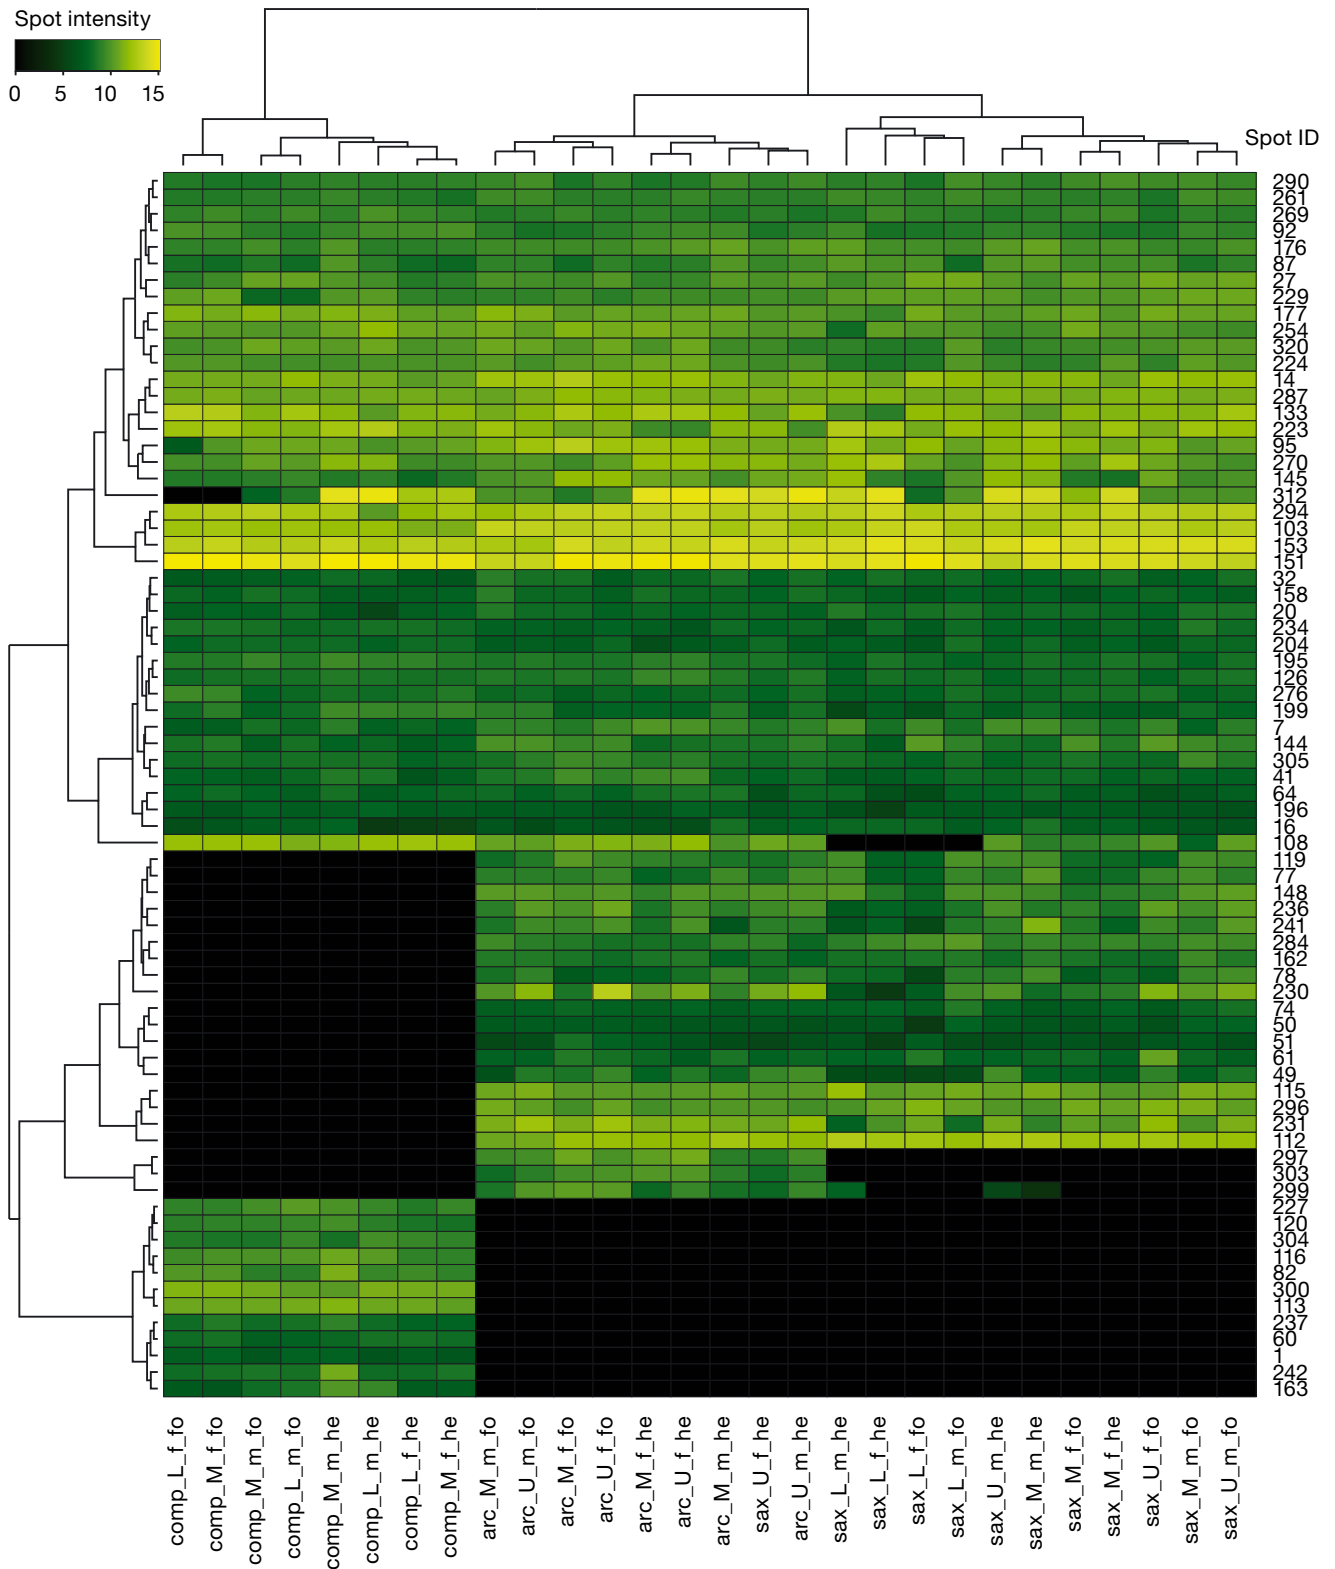 Spot intensity
0 5 10 15
Spot ID
290
261
269
92
176
87
27
229
177
254
320
224
14
287
133
223
95
270
145
312
294
103
153
151
32
158
20
234
204
195
126
276
199
7
144
305
41
64
196
16
108
119
77
148
236
241
284
162
78
230
74
50
51
61
49
115
296
231
112
297
303
299
227
120
304
116
82
300
113
237
60
1
242
163
comp_L_f_fo
comp_M_f_fo
comp_M_m_fo
comp_L_m_fo
comp_M_m_he
comp_L_m_he
comp_L_f_he
comp_M_f_he
arc_M_m_fo
arc_U_m_fo
arc_M_f_fo
arc_U_f_fo
arc_M_f_he
arc_U_f_he
arc_M_m_he
sax_U_f_he
arc_U_m_he
sax_L_m_he
sax_L_f_he
sax_L_f_fo
sax_L_m_fo
sax_U_m_he
sax_M_m_he
sax_M_f_fo
sax_M_f_he
sax_U_f_fo
sax_M_m_fo
sax_U_m_fo